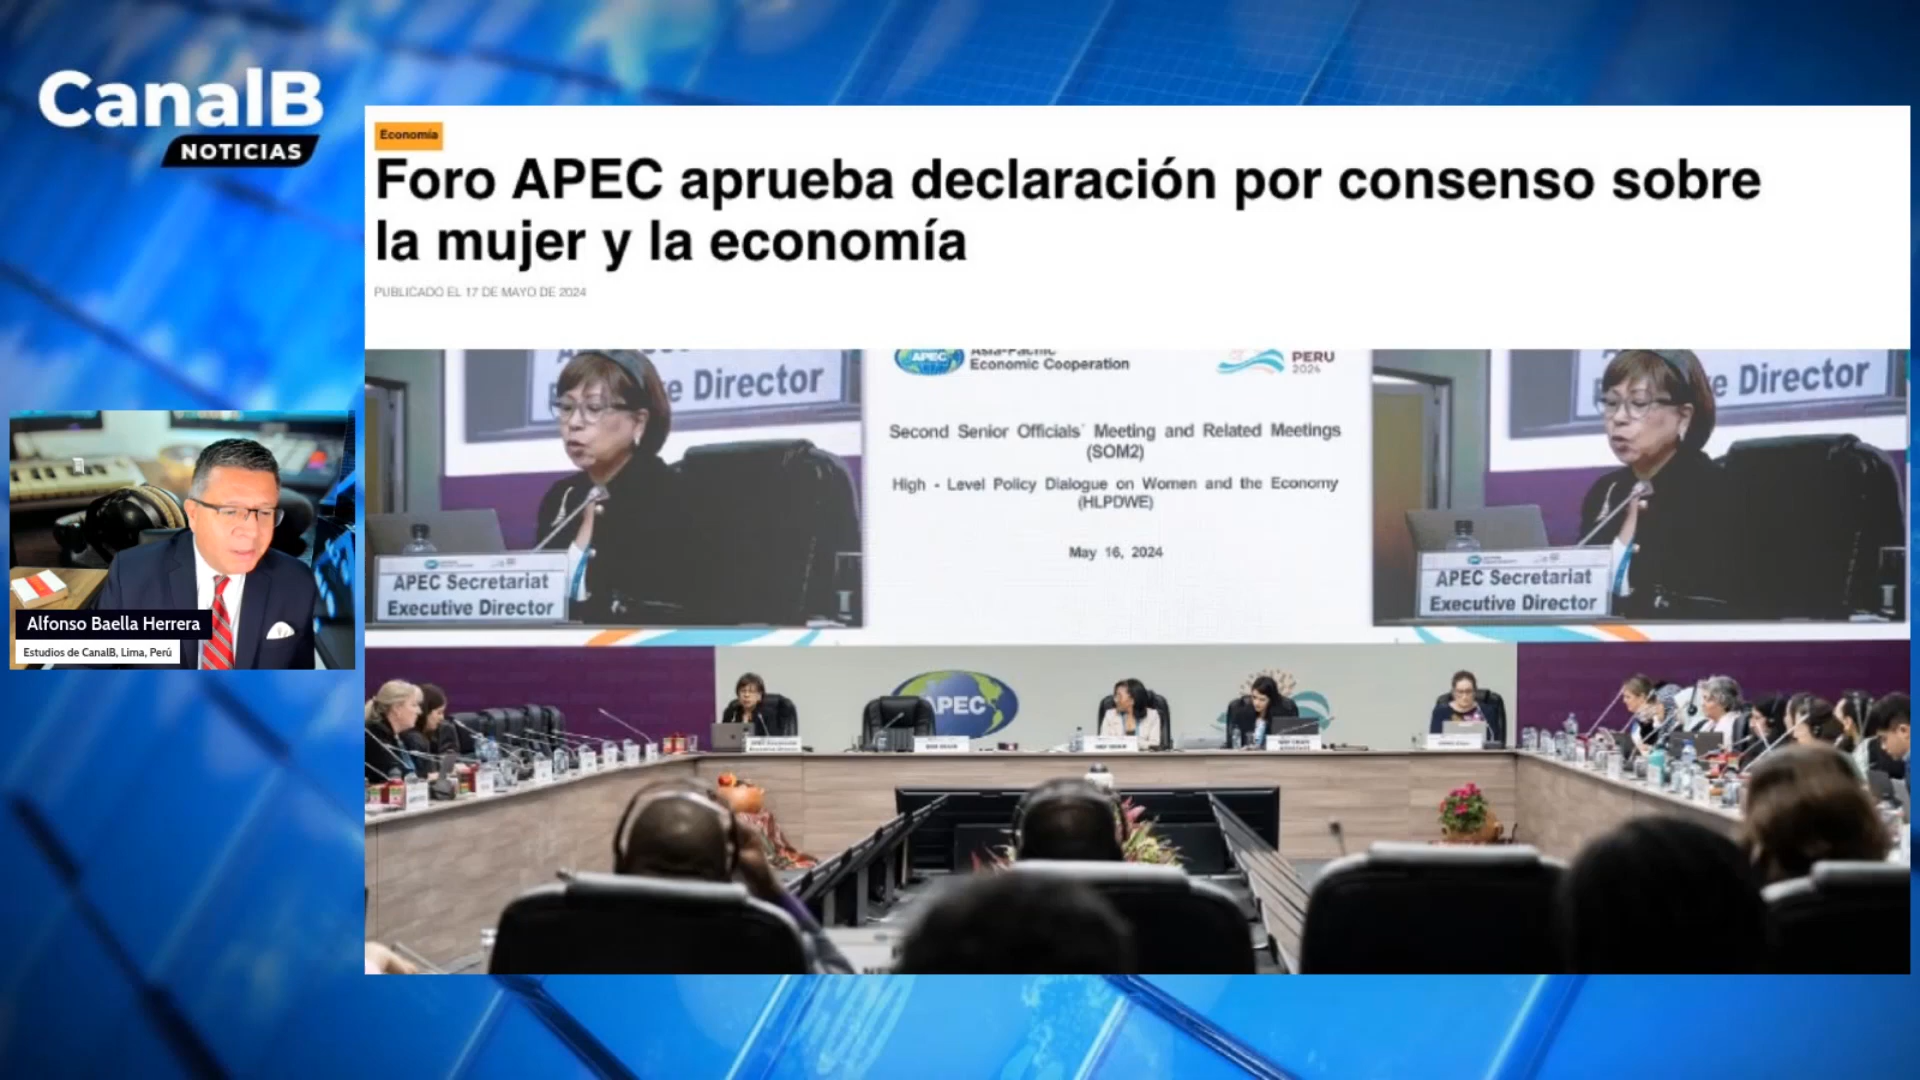 CanalB
NOTICIAS
Economía
Foro APEC aprueba declaración por consenso sobre
la mujer y la economía
PUBLICADO EL 17 DE MAYO DE 2024
Director
APEC
Asia-Pacific
Economic Cooperation
PERU
2024
Director
Second Senior Officials´ Meeting and Related Meetings
(SOM2)
High - Level Policy Dialogue on Women and the Economy
(HLPDWE)
May 16, 2024
APEC Secretariat
Executive Director
APEC Secretariat
Executive Director
Alfonso Baella Herrera
Estudios de CanalB, Lima, Perú
APEC